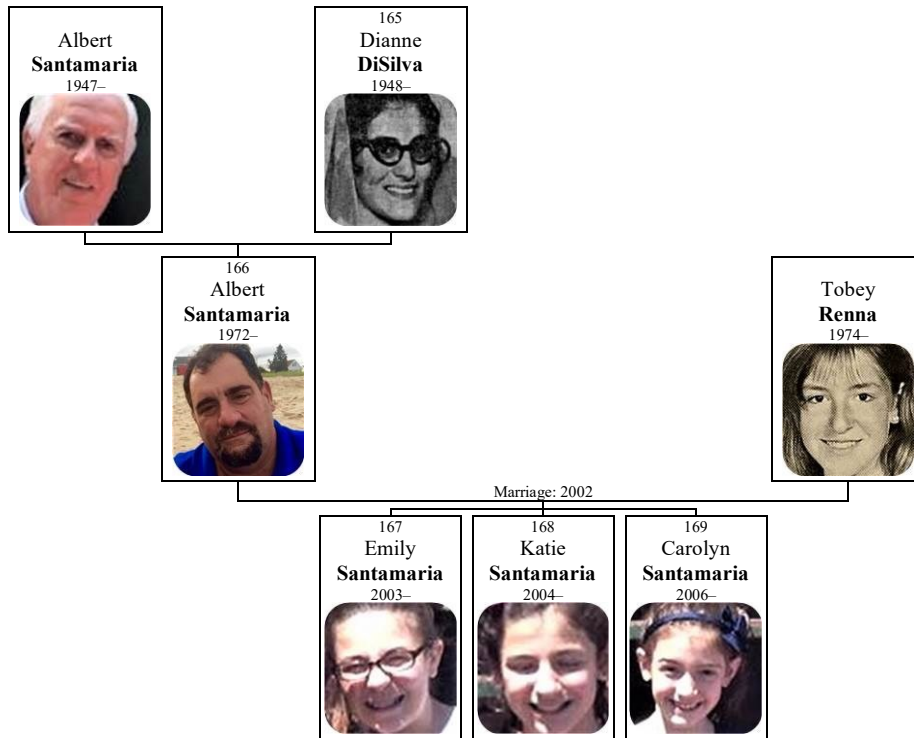 Albert
Santamaria
1947–
165
Dianne
DiSilva
1948–
166
Albert
Santamaria
1972–
Tobey
Renna
1974–
Marriage: 2002
167
Emily
Santamaria
2003–
168
Katie
Santamaria
2004–
169
Carolyn
Santamaria
2006–